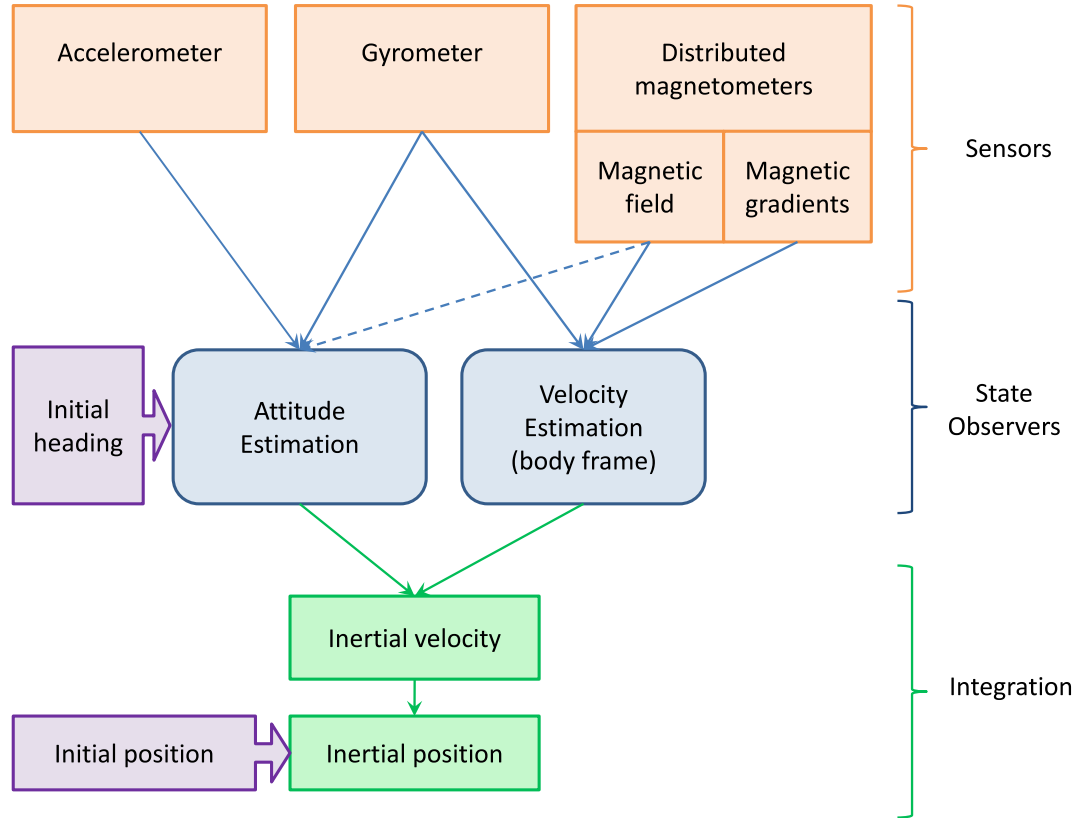 Accelerometer
Gyrometer
Distributed
magnetometers
Magnetic
field
Magnetic
gradients
Sensors
Initial
heading
Attitude
Estimation
Velocity
Estimation
(body frame)
State
Observers
Inertial velocity
Integration
Initial position
Inertial position